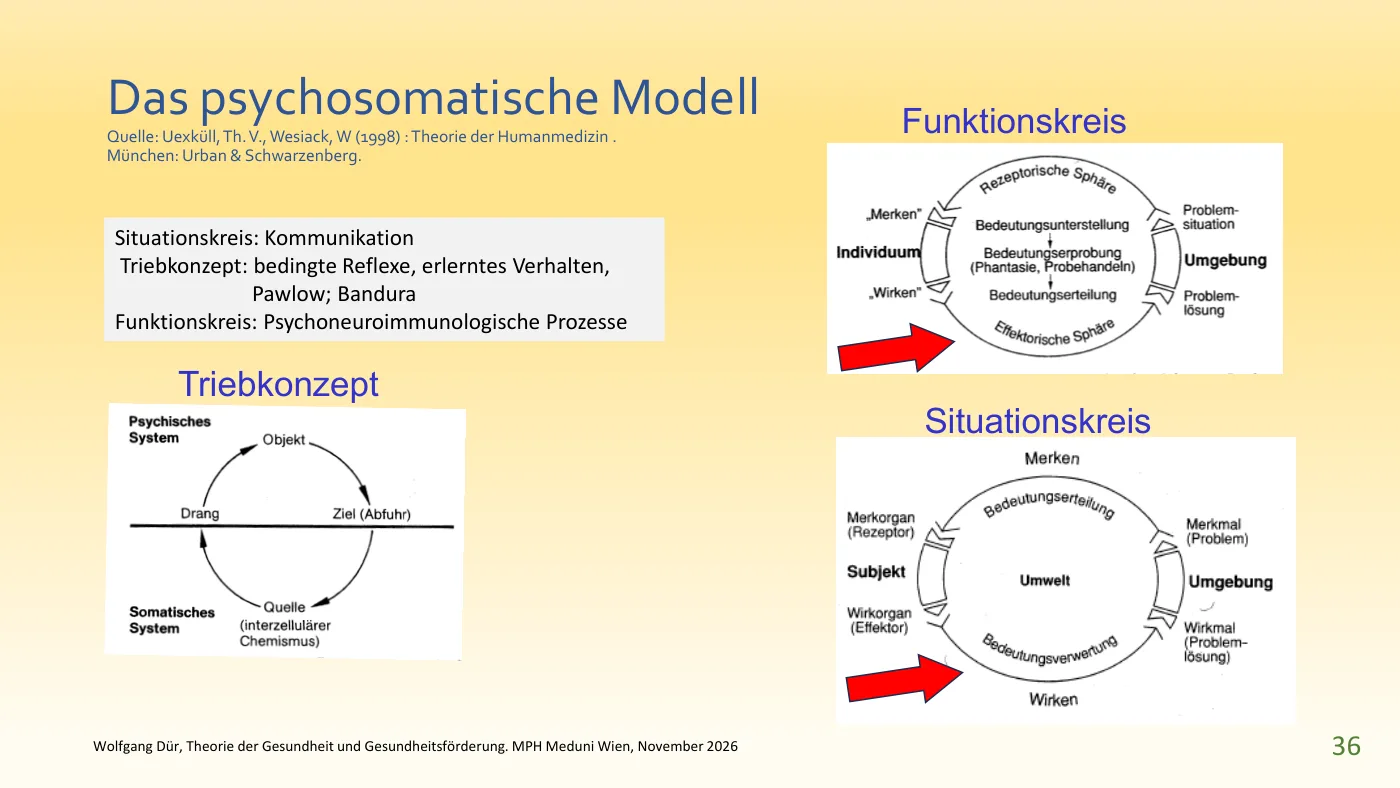 Das psychosomatische Modell
Quelle: Uexküll, Th. V., Wesiack, W (1998) : Theorie der Humanmedizin .
München: Urban & Schwarzenberg.
Situationskreis: Kommunikation
Triebkonzept: bedingte Reflexe, erlerntes Verhalten,
Pawlow; Bandura
Funktionskreis: Psychoneuroimmunologische Prozesse
Triebkonzept
Psychisches
System
Objekt
Drang
Ziel (Abfuhr)
Somatisches
System
Quelle
(interzellulärer
Chemismus)
Funktionskreis
Rezeptorische Sphäre
„Merken"
Individuum
„Wirken"
Bedeutungsunterstellung
Bedeutungserprobung
(Phantasie, Probehandeln)
Bedeutungserteilung
Problem-
situation
Umgebung
Problem-
lösung
Effektorische Sphäre
Situationskreis
Merken
Bedeutungserteilung
Merkorgan
(Rezeptor)
Subjekt
Wirkorgan
(Effektor)
Umwelt
Merkmal
(Problem)
Umgebung
Wirkmal
(Problem-
lösung)
Bedeutungsverwertung
Wirken
Wolfgang Dür, Theorie der Gesundheit und Gesundheitsförderung. MPH Meduni Wien, November 2026
36